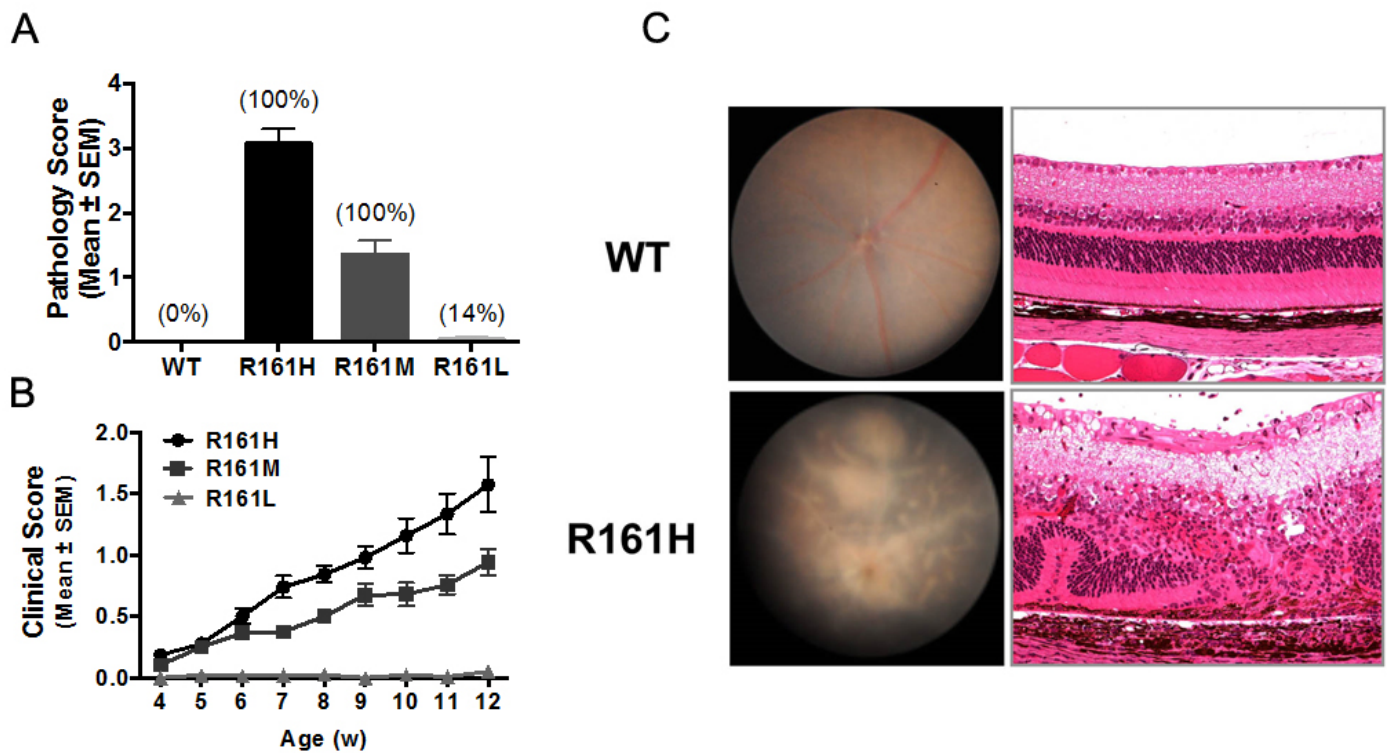 A
Pathology Score
(Mean ± SEM)
4
3
2
1
0
(0%)
(100%)
(100%)
(14%)
WT
R161H
R161M
R161L
B
Clinical Score
(Mean ± SEM)
2.0
1.5
1.0
0.5
0.0
R161H
R161M
R161L
4 5 6 7 8 9 10 11 12
Age (w)
C
WT
R161H